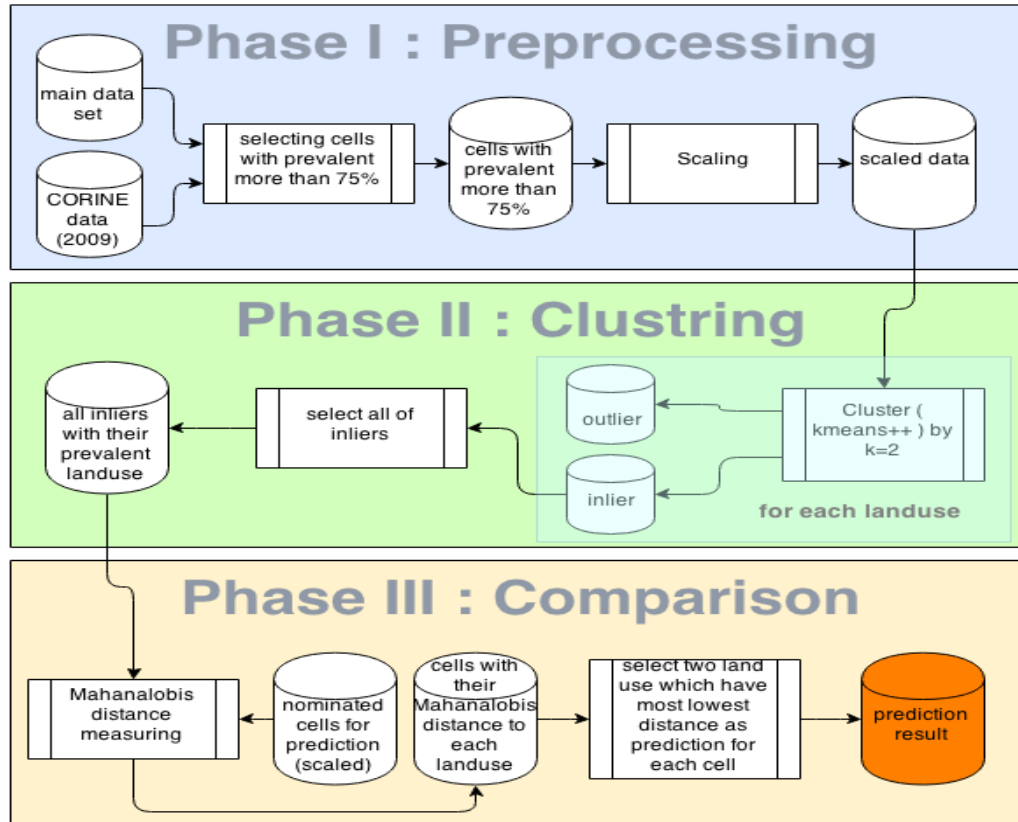 Phase I : Preprocessing
main data
set
CORINE
data
(2009)
selecting cells
with prevalent
more than 75%
cells with
prevalent
more than
75%
Scaling
scaled data
Phase II : Clustring
all inliers
with their
prevalent
landuse
select all of
inliers
outlier
inlier
Cluster (
kmeans++ ) by
k=2
for each landuse
Phase III : Comparison
Mahanalobis
distance
measuring
nominated
cells for
prediction
(scaled)
cells with
their
Mahanalobis
distance to
each
landuse
select two land
use which have
most lowest
distance as
prediction for
each cell
prediction
result